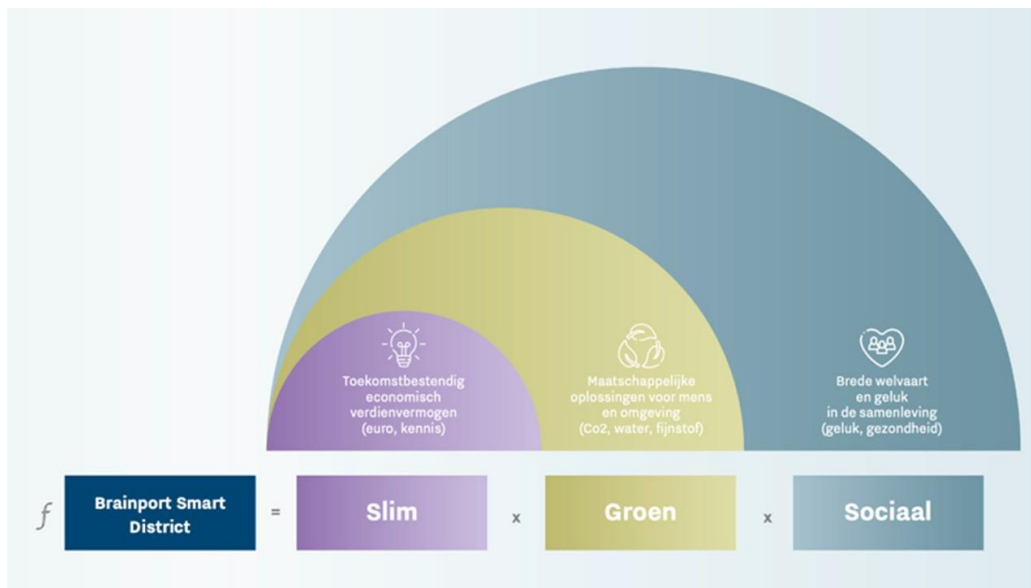 Toekomstbestendig
economisch
verdienvermogen
(euro, kennis)
Maatschappelijke
oplossingen voor mens
en omgeving
(Co2, water, fijnstof)
Brede welvaart
en geluk
in de samenleving
(geluk, gezondheid)
f
Brainport Smart
District
=
Slim
x
Groen
x
Sociaal